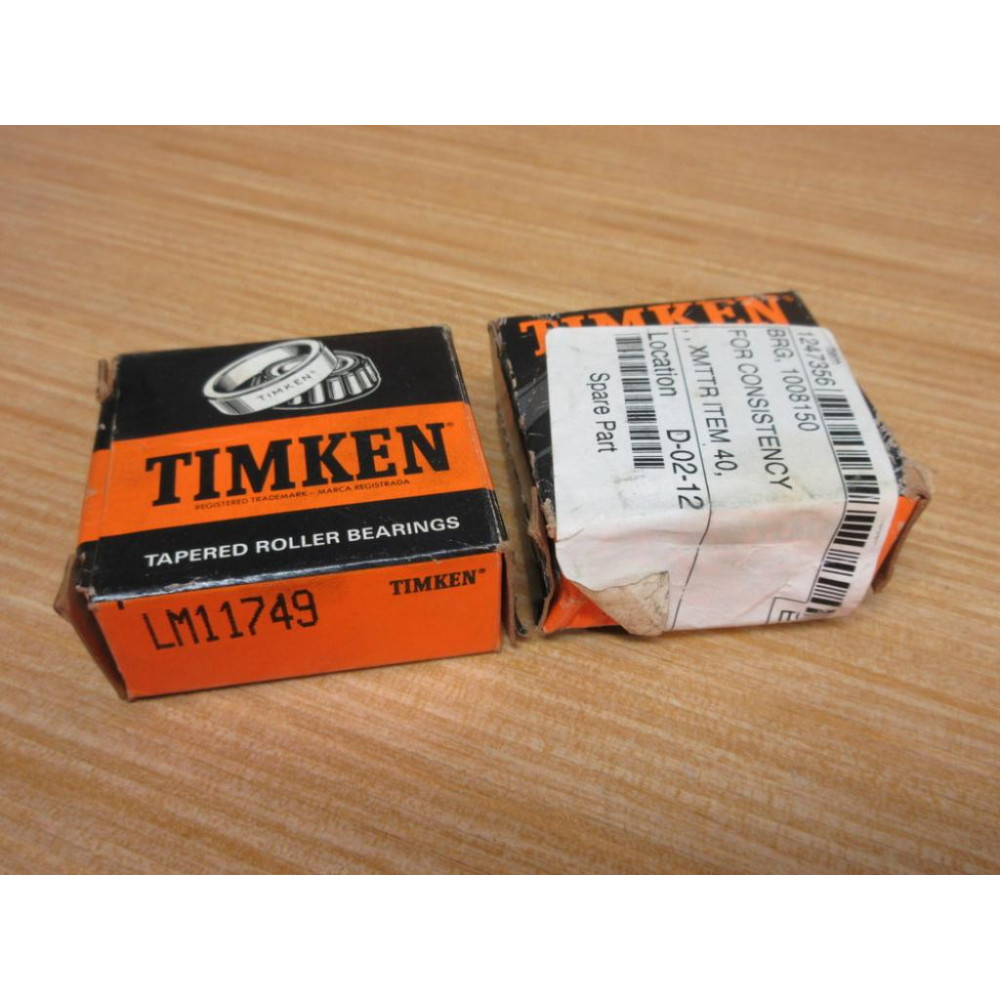 TIMKEN®
TIMKEN®
REGISTERED TRADEMARK – MARCA REGISTRADA
TAPERED ROLLER BEARINGS
LM11749
TIMKEN®
TIMKEN®
1247356
BRG, 1008150
FOR CONSISTENCY
, , XMTTR ITEM 40,
Location D-02-12
Spare Part